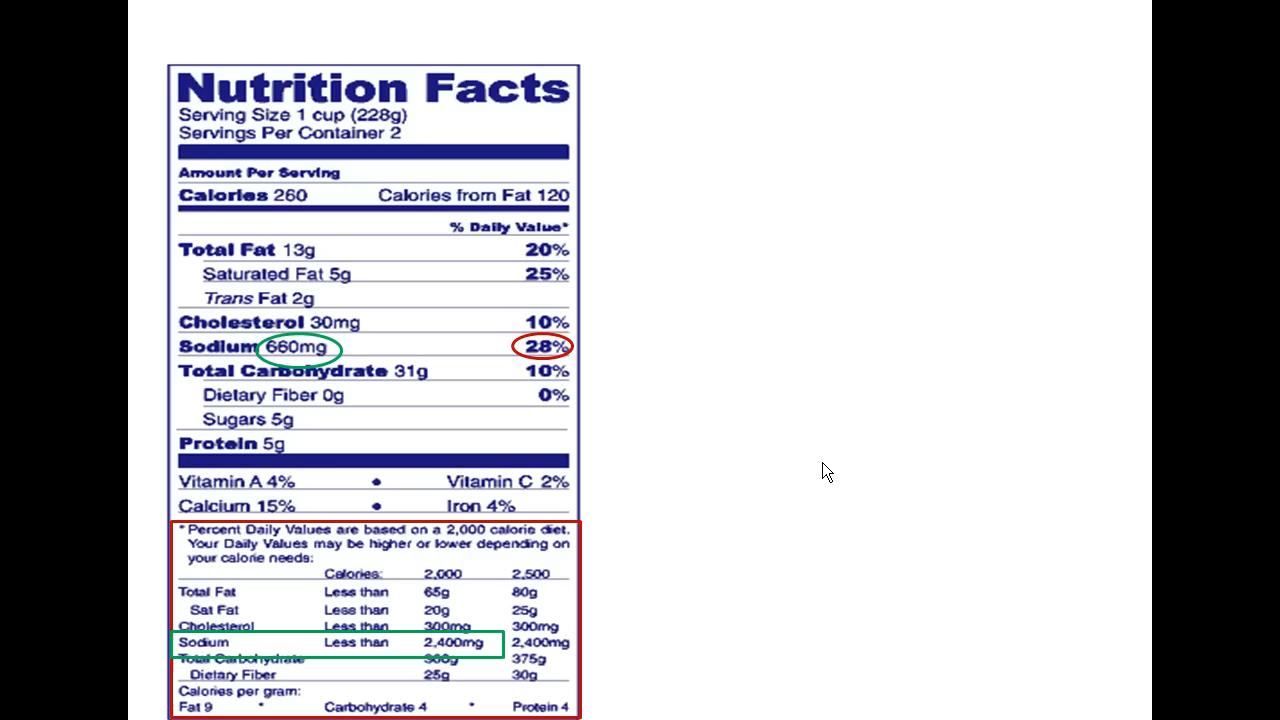 Nutrition Facts
Serving Size 1 cup (228g)
Servings Per Container 2
Amount Per Serving
Calories 260 Calories from Fat 120
% Daily Value*
Total Fat 13g 20%
Saturated Fat 5g 25%
Trans Fat 2g
Cholesterol 30mg 10%
Sodium 660mg 28%
Total Carbohydrate 31g 10%
Dietary Fiber 0g 0%
Sugars 5g
Protein 5g
Vitamin A 4% • Vitamin C 2%
Calcium 15% • Iron 4%
* Percent Daily Values are based on a 2,000 calorie diet.
Your Daily Values may be higher or lower depending on
your calorie needs:
Calories: 2,000 2,500
Total Fat Less than 65g 80g
Sat Fat Less than 20g 25g
Cholesterol Less than 300mg 300mg
Sodium Less than 2,400mg 2,400mg
Total Carbohydrate 300g 375g
Dietary Fiber 25g 30g
Calories per gram:
Fat 9 * Carbohydrate 4 * Protein 4